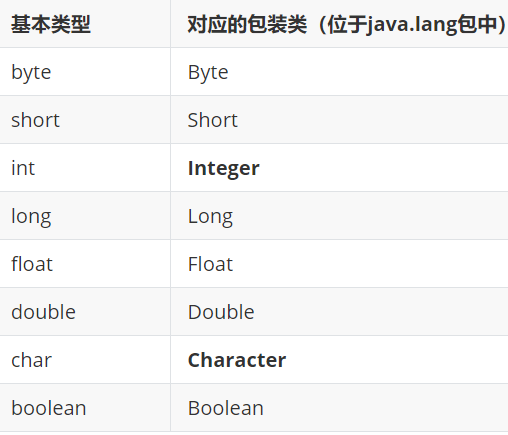 基本类型 对应的包装类（位于java.lang包中）
byte Byte
short Short
int Integer
long Long
float Float
double Double
char Character
boolean Boolean